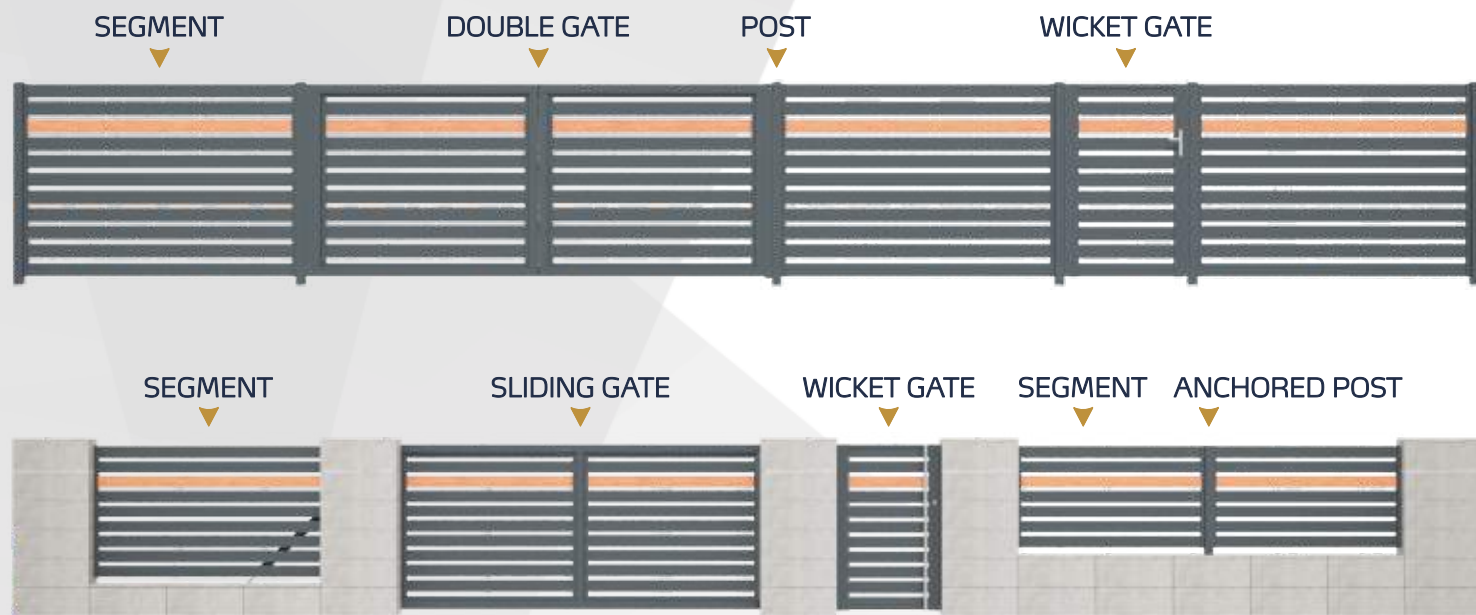 SEGMENT DOUBLE GATE POST WICKET GATE
SEGMENT SLIDING GATE WICKET GATE SEGMENT ANCHORED POST